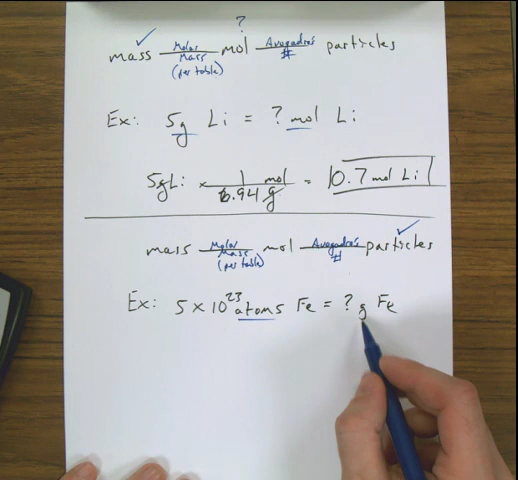 ?
mass Molar Mass (per table) mol Avogadro's # particles
Ex: 5g Li = ? mol Li
5g Li × 1 mol / 6.94 g = 0.7 mol Li
mass Molar Mass (per table) mol Avogadro's # particles
Ex: 5 × 10²³ atoms Fe = ? g Fe